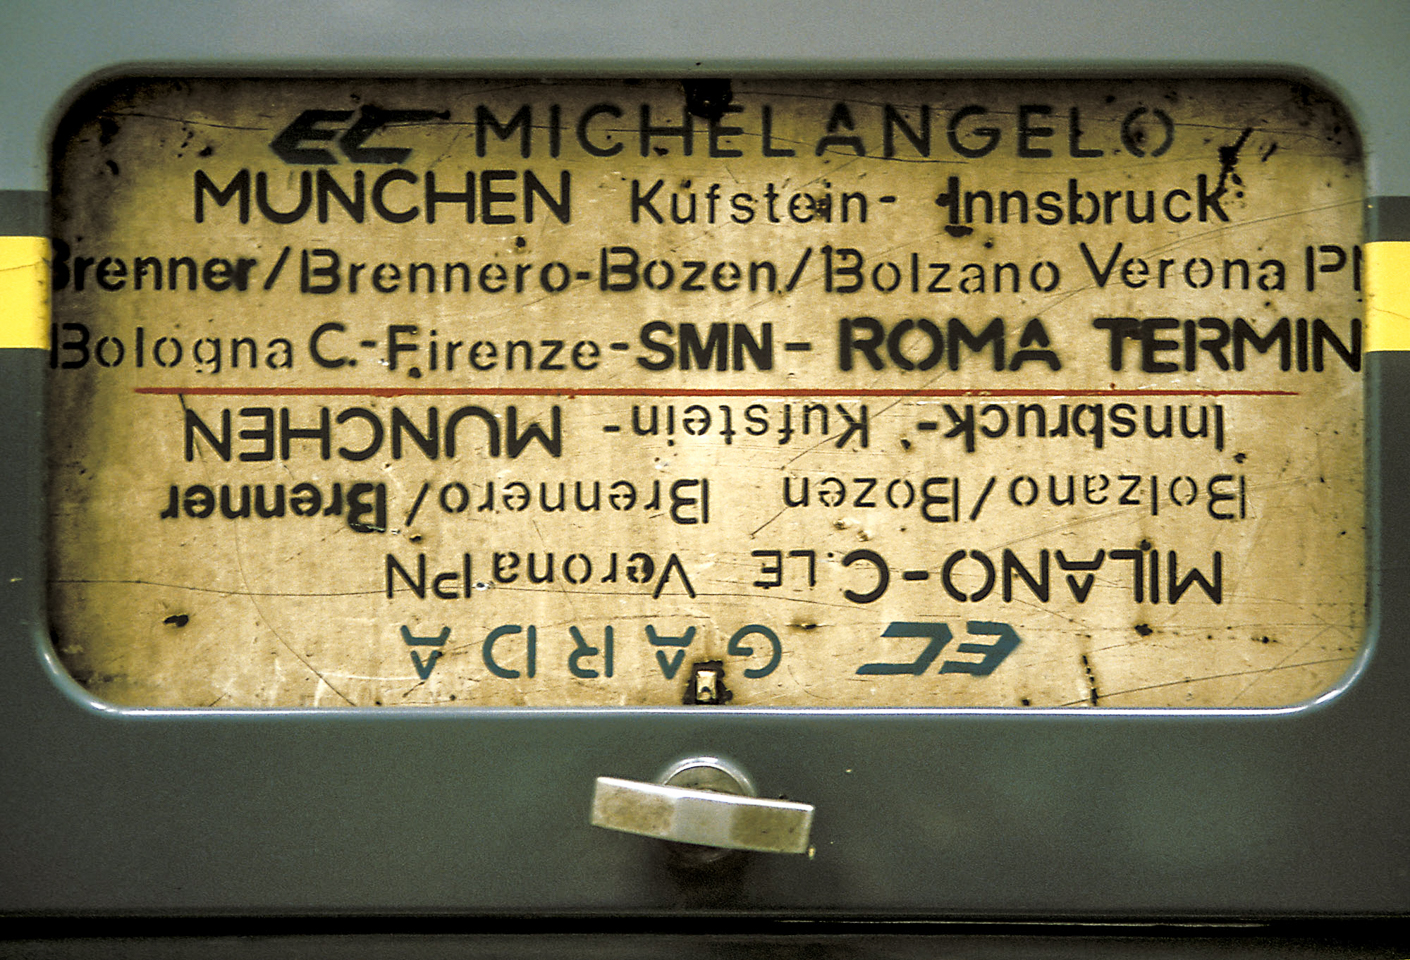 EC MICHELANGELO
MUNCHEN Kufstein- Innsbruck
Brenner/Brennero-Bozen/Bolzano Verona PN
Bologna C.-Firenze-SMN- ROMA TERMIN
EC GARDA
MILANO-C.LE Verona PN
Bolzano/Bozen Brennero/Brenner
Innsbruck- Kufstein- MUNCHEN